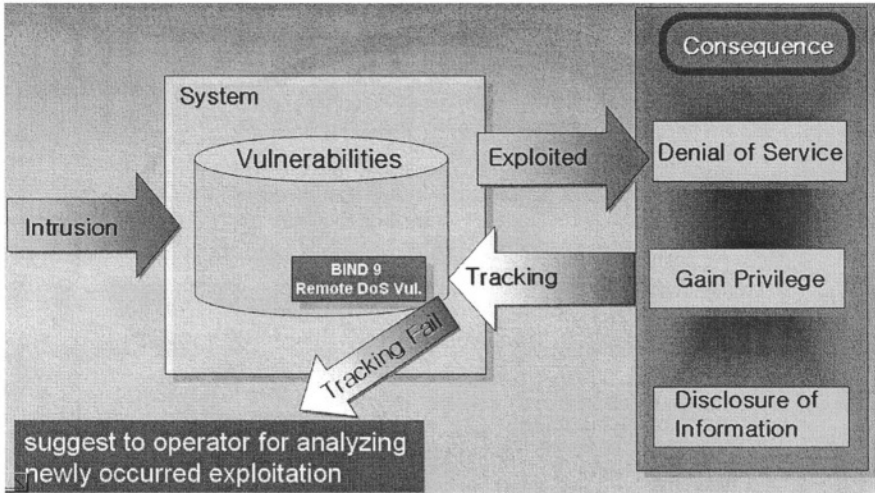 Consequence
System
Vulnerabilities
Exploited
Denial of Service
Intrusion
BIND 9
Remote DoS Vul.
Tracking
Gain Privilege
Tracking Fail
Disclosure of
Information
suggest to operator for analyzing
newly occurred exploitation